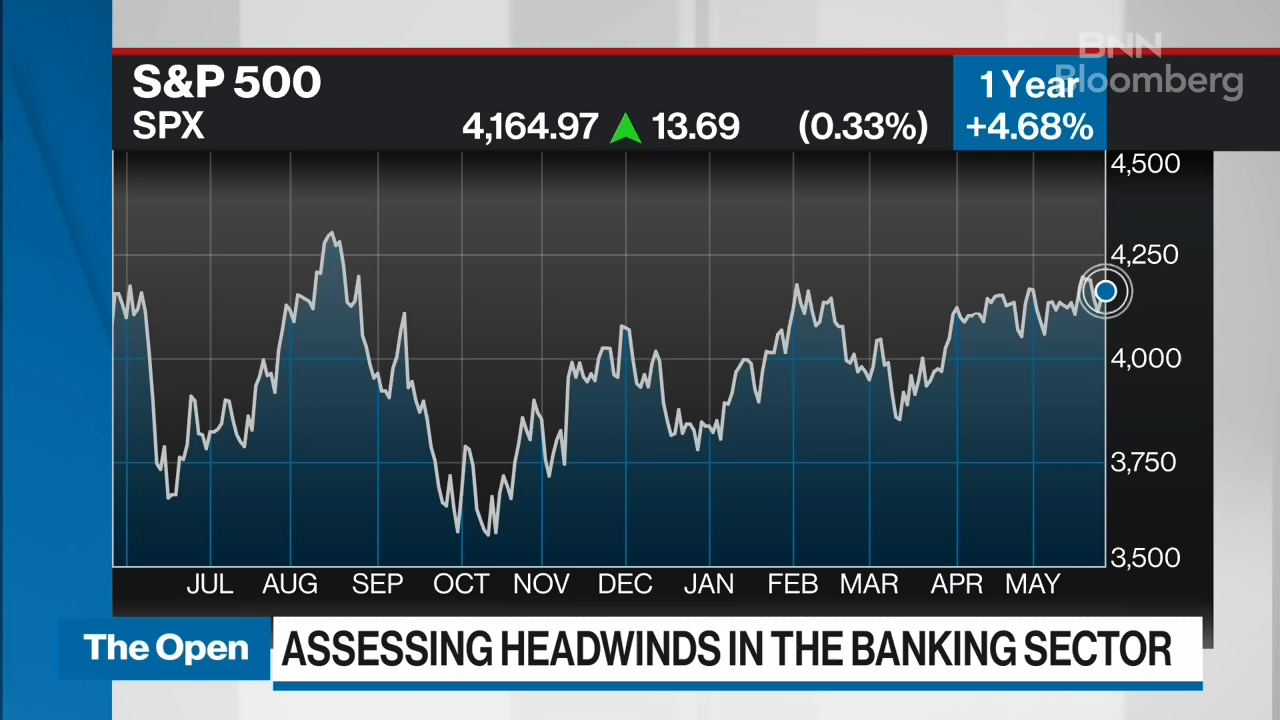 BNN
Bloomberg
S&P 500
SPX 4,164.97 ▲ 13.69 (0.33%)
1 Year
+4.68%
4,500
4,250
4,000
3,750
3,500
JUL AUG SEP OCT NOV DEC JAN FEB MAR APR MAY
The Open
ASSESSING HEADWINDS IN THE BANKING SECTOR